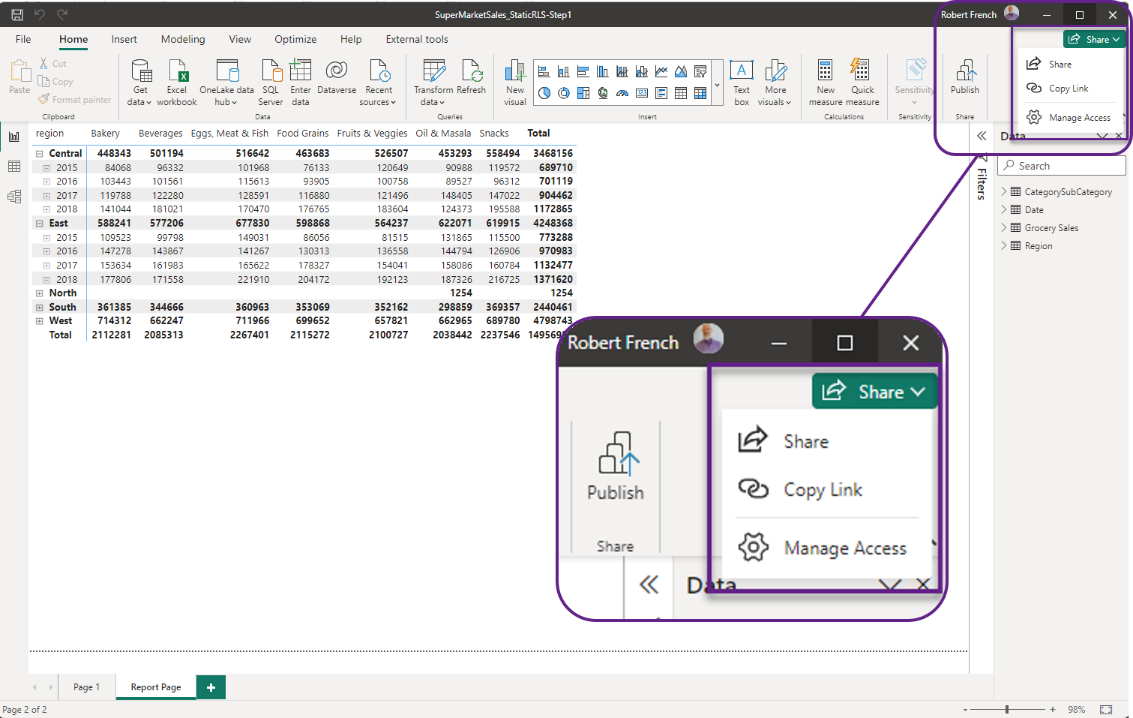 SuperMarketSales_StaticRLS-Step1
Robert French
File Home Insert Modeling View Optimize Help External tools
Share
Paste
Cut
Copy
Format painter
Clipboard
Get data
Excel workbook
OneLake data hub
SQL Server
Enter data
Dataverse
Recent sources
Data
Transform data
Refresh
Queries
New visual
Text box
More visuals
Insert
New measure
Quick measure
Calculations
Sensitivity
Sensitivity
Publish
Share
Share
Copy Link
Manage Access
region Bakery Beverages Eggs, Meat & Fish Food Grains Fruits & Veggies Oil & Masala Snacks Total
Central 448343 501194 516642 463683 526507 453293 558494 3468156
2015 84068 96332 101968 76133 120649 90988 119572 689710
2016 103443 101561 115613 93905 100758 89527 96312 701119
2017 119788 122280 128591 116880 121496 148405 147022 904462
2018 141044 181021 170470 176765 183604 124373 195588 1172865
East 588241 577206 677830 598868 564237 622071 619915 4248368
2015 109523 99798 149031 86056 81515 131865 115500 773288
2016 147278 143867 141267 130313 136558 144794 126906 970983
2017 153634 161983 165622 178327 154041 158086 160784 1132477
2018 177806 171558 221910 204172 192123 187326 216725 1371620
North 1254 1254
South 361385 344666 360963 353069 352162 298859 369357 2440461
West 714312 662247 711966 699652 657821 662965 689780 4798743
Total 2112281 2085313 2267401 2115272 2100727 2038442 2237546
Filters
Data
Search
CategorySubCategory
Date
Grocery Sales
Region
Robert French
Share
Publish
Share
Share
Copy Link
Manage Access
Data
Page 1
Report Page
Page 2 of 2
98%